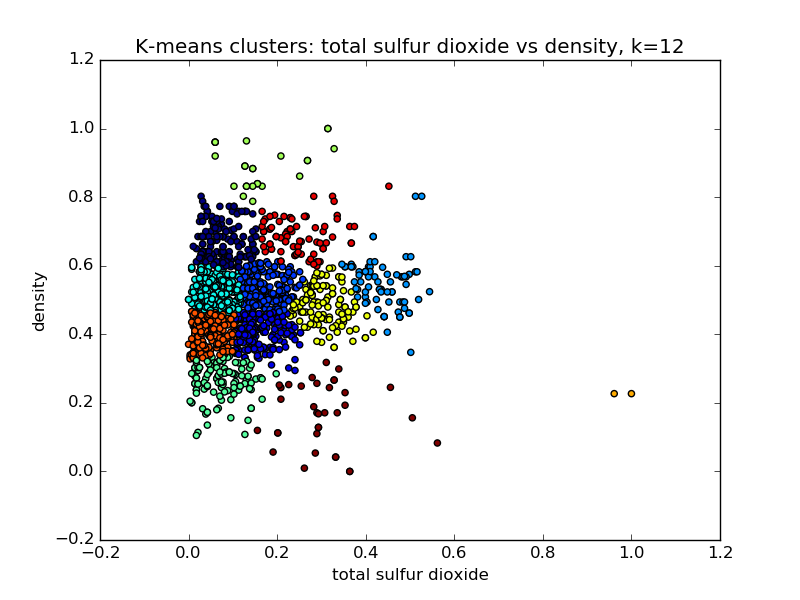 K-means clusters: total sulfur dioxide vs density, k=12
1.2
1.0
0.8
0.6
0.4
0.2
0.0
−0.2
density
−0.2 0.0 0.2 0.4 0.6 0.8 1.0 1.2
total sulfur dioxide